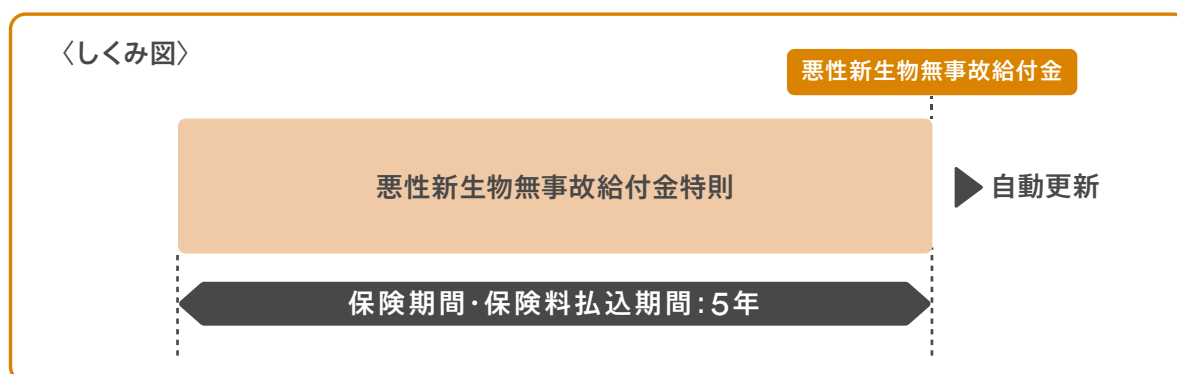 〈しくみ図〉
悪性新生物無事故給付金
悪性新生物無事故給付金特則
自動更新
保険期間・保険料払込期間:5年